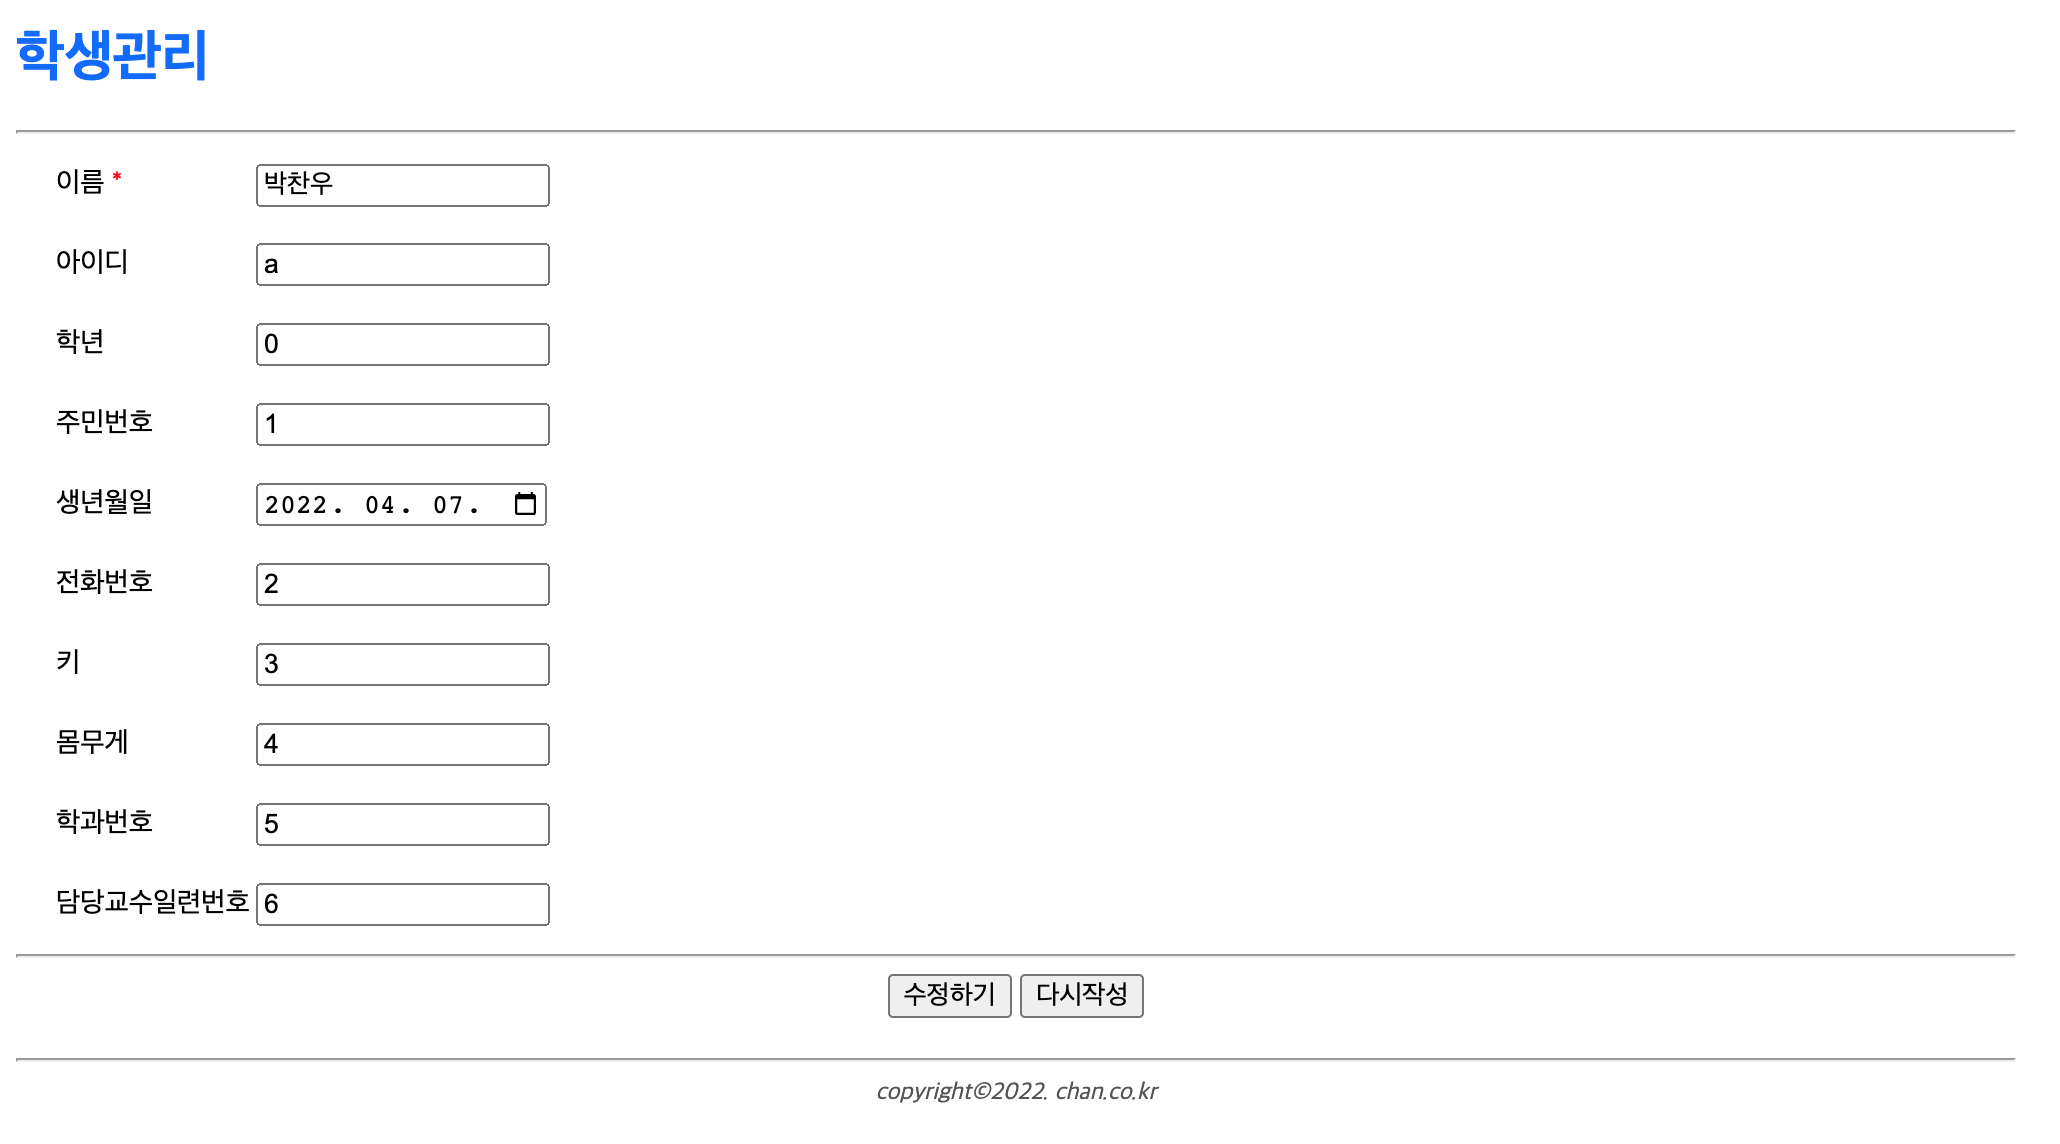 학생관리
이름 * 박찬우
아이디 a
학년 0
주민번호 1
생년월일 2022. 04. 07.
전화번호 2
키 3
몸무게 4
학과번호 5
담당교수일련번호 6
수정하기 다시작성
copyright©2022. chan.co.kr